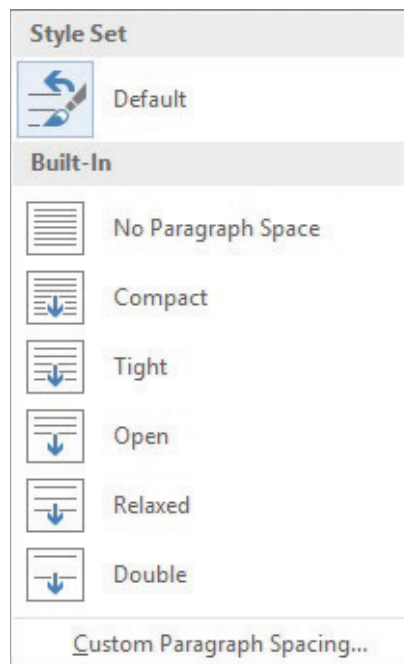 Style Set
Default
Built-In
No Paragraph Space
Compact
Tight
Open
Relaxed
Double
Custom Paragraph Spacing...